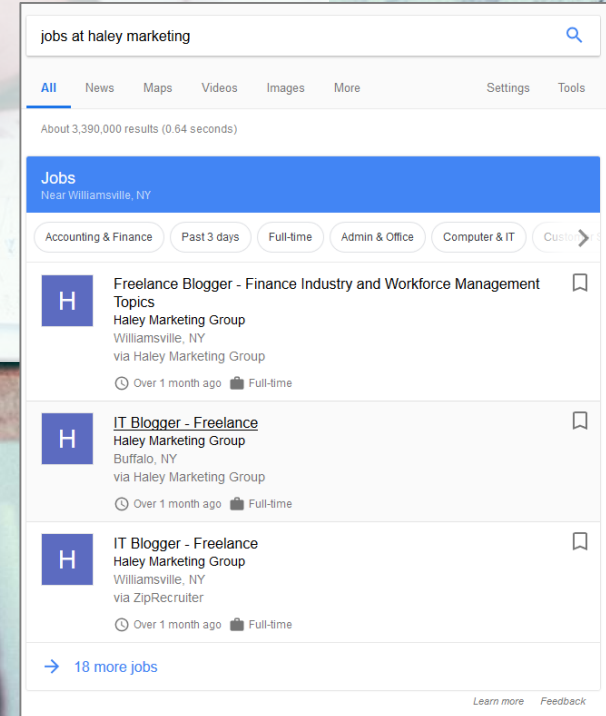 jobs at haley marketing
All News Maps Videos Images More Settings Tools
About 3,390,000 results (0.64 seconds)
Jobs
Near Williamsville, NY
Accounting & Finance Past 3 days Full-time Admin & Office Computer & IT
H
Freelance Blogger - Finance Industry and Workforce Management
Topics
Haley Marketing Group
Williamsville, NY
via Haley Marketing Group
Over 1 month ago Full-time
H
IT Blogger - Freelance
Haley Marketing Group
Buffalo, NY
via Haley Marketing Group
Over 1 month ago Full-time
H
IT Blogger - Freelance
Haley Marketing Group
Williamsville, NY
via ZipRecruiter
Over 1 month ago Full-time
18 more jobs
Learn more Feedback